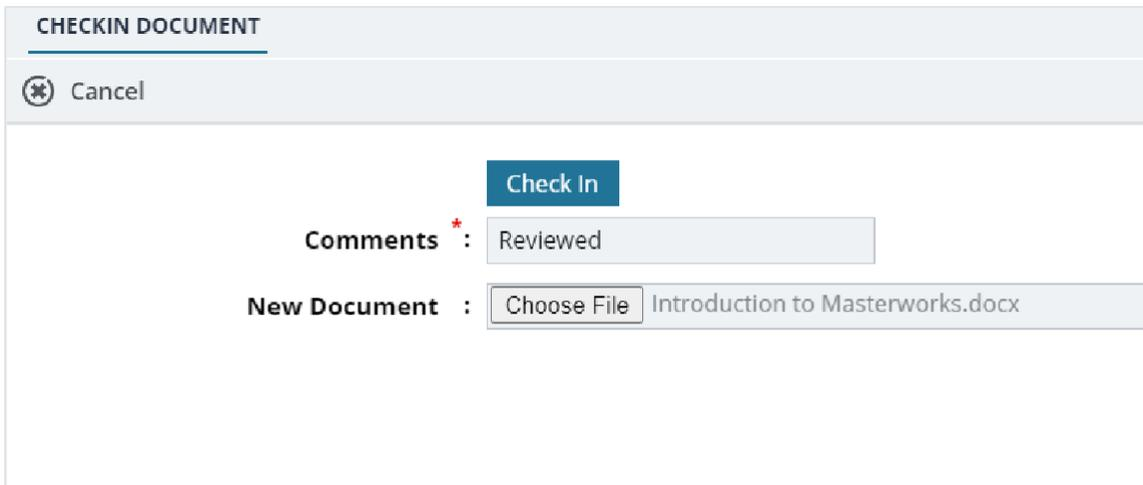 CHECKIN DOCUMENT
Cancel
Check In
Comments *: Reviewed
New Document : Choose File Introduction to Masterworks.docx